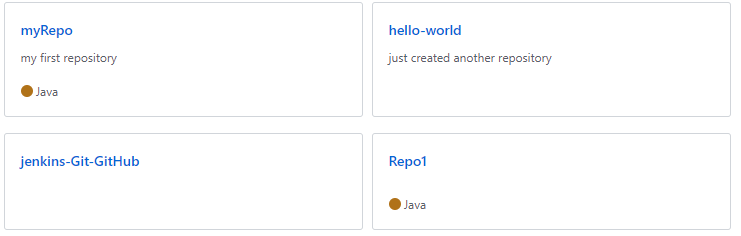 myRepo
my first repository
Java
hello-world
just created another repository
jenkins-Git-GitHub
Repo1
Java